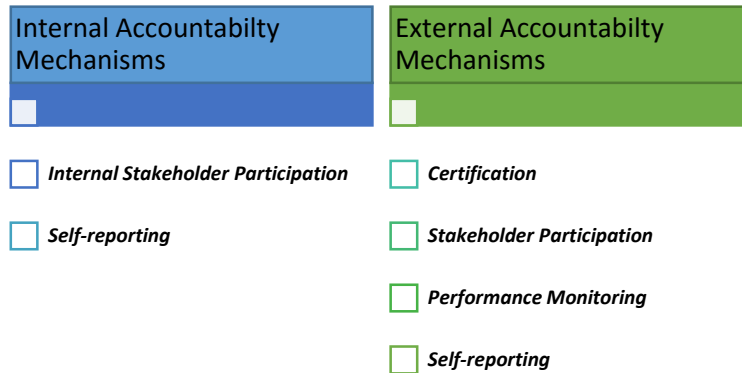 Internal Accountabilty
Mechanisms
Internal Stakeholder Participation
Self-reporting
External Accountabilty
Mechanisms
Certification
Stakeholder Participation
Performance Monitoring
Self-reporting